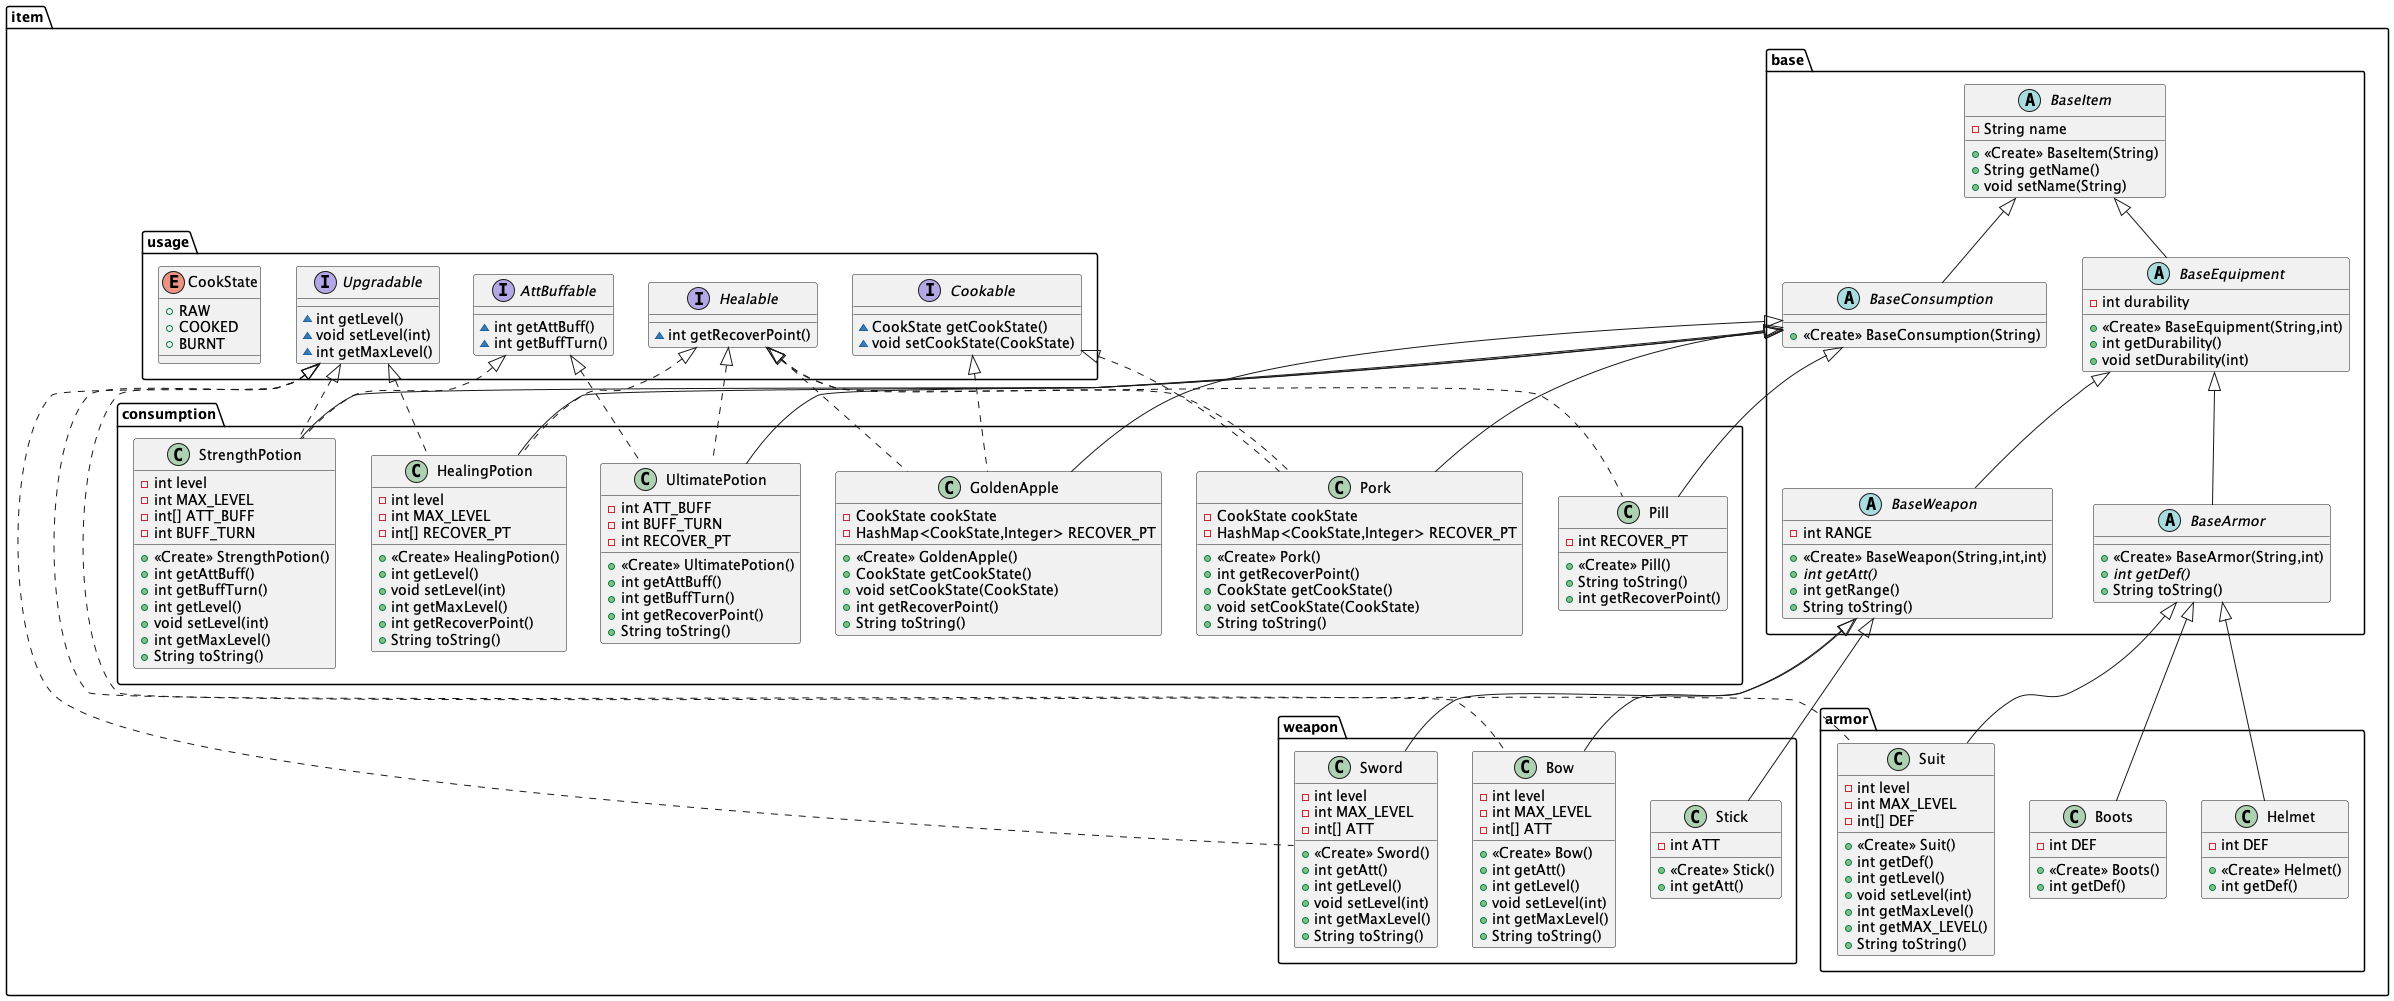 item
base
A BaseItem
String name
«Create» BaseItem(String)
String getName()
void setName(String)
usage
E CookState
RAW
COOKED
BURNT
I Upgradable
int getLevel()
void setLevel(int)
int getMaxLevel()
I AttBuffable
int getAttBuff()
int getBuffTurn()
I Healable
int getRecoverPoint()
I Cookable
CookState getCookState()
void setCookState(CookState)
A BaseConsumption
«Create» BaseConsumption(String)
A BaseEquipment
int durability
«Create» BaseEquipment(String,int)
int getDurability()
void setDurability(int)
consumption
C StrengthPotion
int level
int MAX_LEVEL
int[] ATT_BUFF
int BUFF_TURN
«Create» StrengthPotion()
int getAttBuff()
int getBuffTurn()
int getLevel()
void setLevel(int)
int getMaxLevel()
String toString()
C HealingPotion
int level
int MAX_LEVEL
int[] RECOVER_PT
«Create» HealingPotion()
int getLevel()
void setLevel(int)
int getMaxLevel()
int getRecoverPoint()
String toString()
C UltimatePotion
int ATT_BUFF
int BUFF_TURN
int RECOVER_PT
«Create» UltimatePotion()
int getAttBuff()
int getBuffTurn()
int getRecoverPoint()
String toString()
C GoldenApple
CookState cookState
HashMap<CookState,Integer> RECOVER_PT
«Create» GoldenApple()
CookState getCookState()
void setCookState(CookState)
int getRecoverPoint()
String toString()
C Pork
CookState cookState
HashMap<CookState,Integer> RECOVER_PT
«Create» Pork()
int getRecoverPoint()
CookState getCookState()
void setCookState(CookState)
String toString()
C Pill
int RECOVER_PT
«Create» Pill()
String toString()
int getRecoverPoint()
A BaseWeapon
int RANGE
«Create» BaseWeapon(String,int,int)
int getAtt()
int getRange()
String toString()
A BaseArmor
«Create» BaseArmor(String,int)
int getDef()
String toString()
weapon
C Sword
int level
int MAX_LEVEL
int[] ATT
«Create» Sword()
int getAtt()
int getLevel()
void setLevel(int)
int getMaxLevel()
String toString()
C Bow
int level
int MAX_LEVEL
int[] ATT
«Create» Bow()
int getAtt()
int getLevel()
void setLevel(int)
int getMaxLevel()
String toString()
C Stick
int ATT
«Create» Stick()
int getAtt()
armor
C Suit
int level
int MAX_LEVEL
int[] DEF
«Create» Suit()
int getDef()
int getLevel()
void setLevel(int)
int getMaxLevel()
int getMAX_LEVEL()
String toString()
C Boots
int DEF
«Create» Boots()
int getDef()
C Helmet
int DEF
«Create» Helmet()
int getDef()